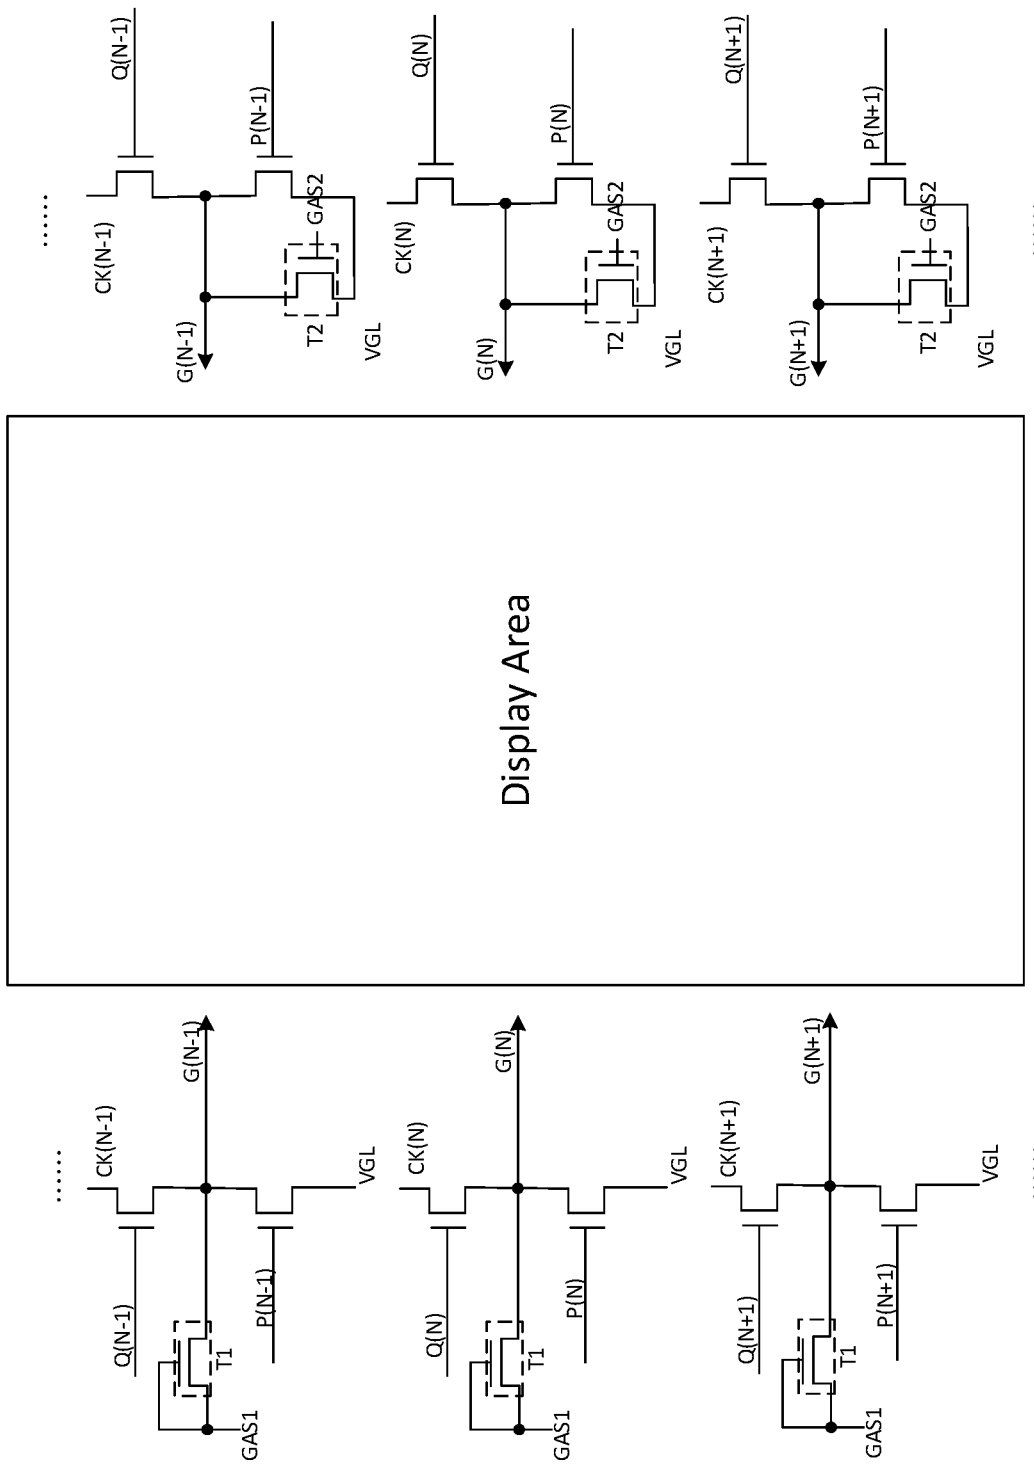 ......
Q(N-1)
CK(N-1)
P(N-1)
GAS2
T2
VGL
G(N-1)
Q(N)
CK(N)
P(N)
GAS2
T2
VGL
G(N)
Q(N+1)
CK(N+1)
P(N+1)
GAS2
T2
VGL
G(N+1)
Display Area
......
G(N-1)
CK(N-1)
VGL
Q(N-1)
P(N-1)
T1
GAS1
G(N)
CK(N)
VGL
Q(N)
P(N)
T1
GAS1
G(N+1)
CK(N+1)
VGL
Q(N+1)
P(N+1)
T1
GAS1